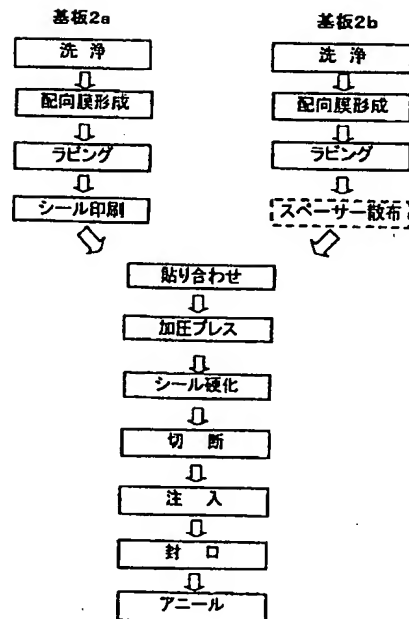 基板2a
洗 浄
配向膜形成
ラビング
シール印刷
基板2b
洗 浄
配向膜形成
ラビング
スペーサー散布
貼り合わせ
加圧プレス
シール硬化
切 断
注 入
封 口
アニール